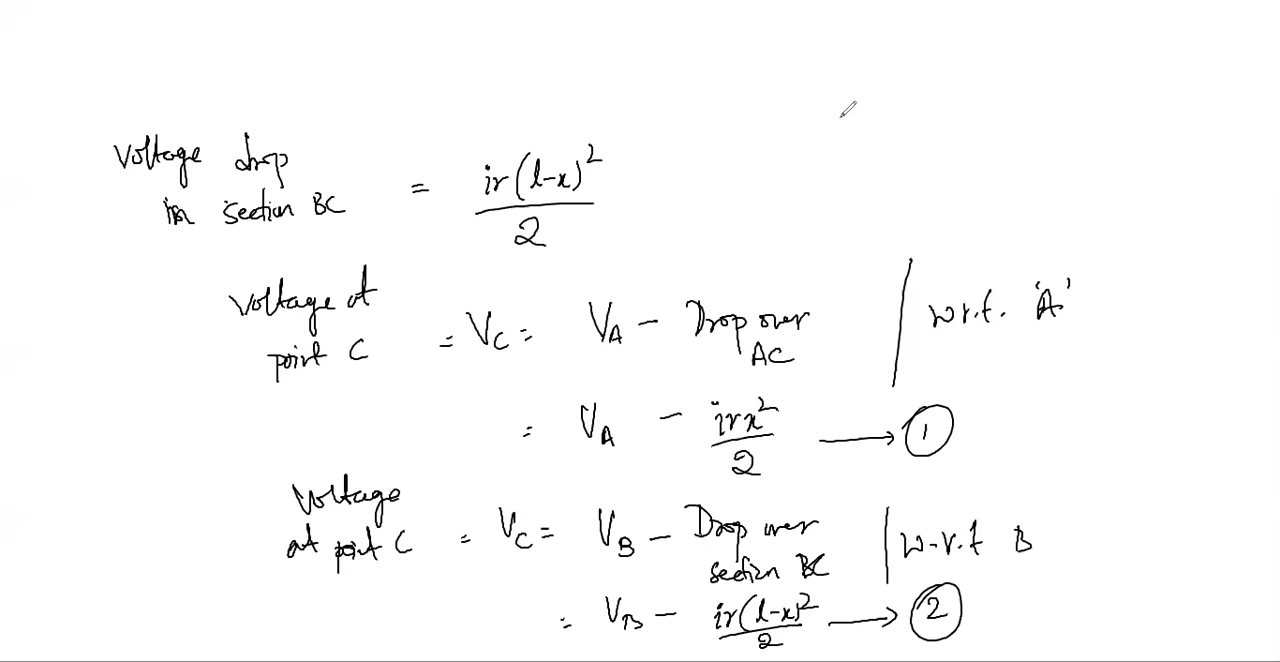 Voltage drop
in section BC = ir(l-x)²/2
Voltage at
point C = V_C = V_A - Drop over AC | w.r.t. 'A'
= V_A - irx²/2 → ①
Voltage
at point C = V_C = V_B - Drop over section BC | w.r.t B
= V_B - ir(l-x)²/2 → ②